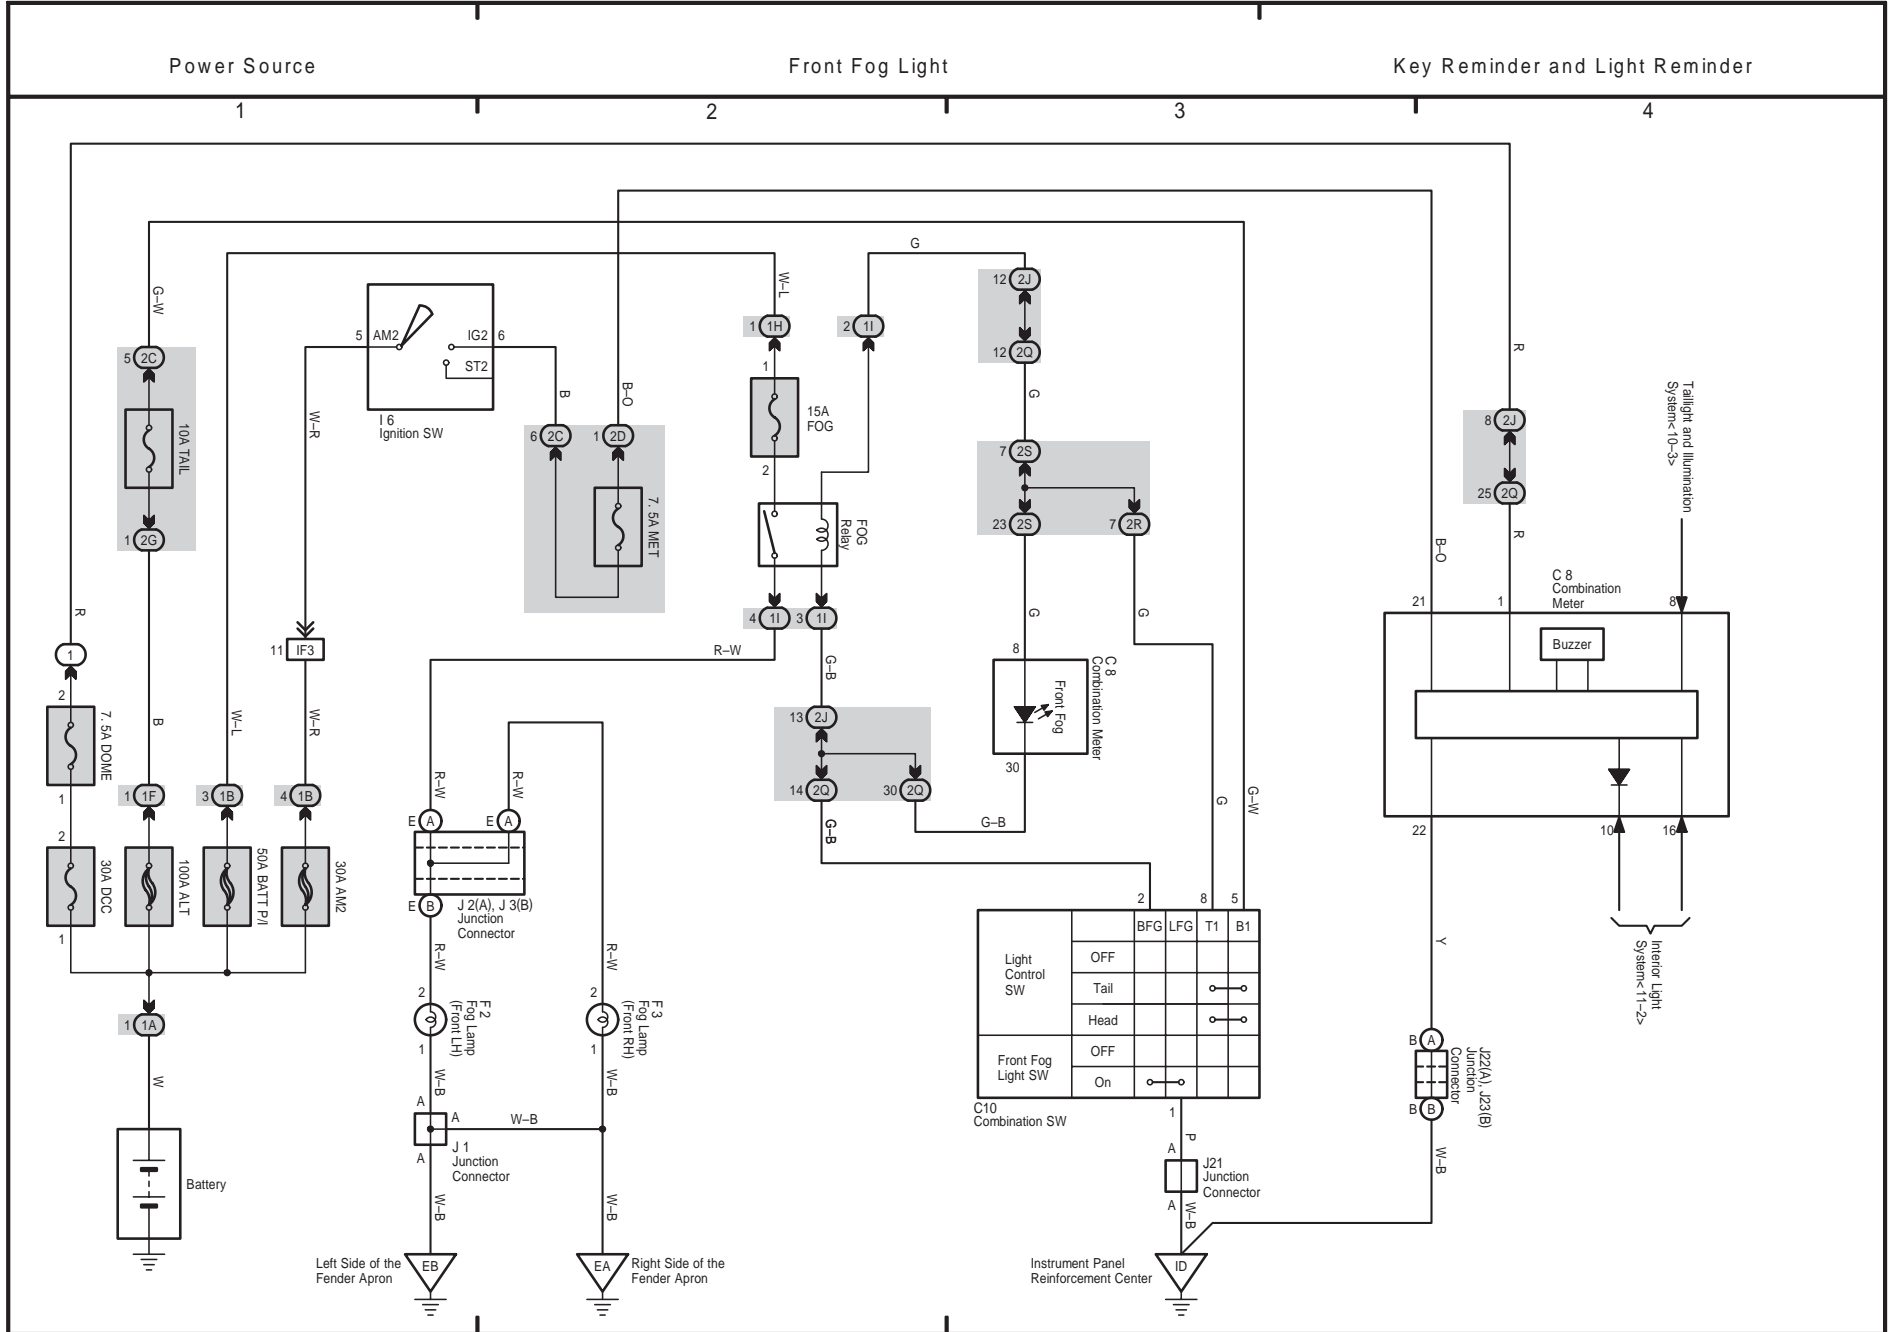 Power Source
Front Fog Light
Key Reminder and Light Reminder
1
2
3
4
G
W–L
G–W
12 2J
5 AM2
IG2 6
ST2
1 1H
2 1I
12 2Q
I 6
Ignition SW
5 2C
10A TAIL
1 2G
W–R
B
B–O
6 2C
1 2D
7. 5A MET
1
15A
FOG
2
FOG
Relay
4 1I
3 1I
R–W
G–B
G
7 2S
23 2S
7 2R
G
G
R
8 2J
25 2Q
R
B–O
Taillight and Illumination
System<10–3>
C 8
Combination
Meter
21
1
8
Buzzer
22
10
16
Interior Light
System<11–2>
R
1
2
7. 5A DOME
1
2
30A DCC
1
B
W–L
11 IF3
W–R
1 1F
3 1B
4 1B
100A ALT
50A BATT P/I
30A AM2
1 1A
W
Battery
13 2J
14 2Q
30 2Q
G–B
G–B
8
Front Fog
C 8
Combination Meter
30
G
G–W
R–W
R–W
E A
E A
E B
J 2(A), J 3(B)
Junction
Connector
R–W
R–W
2
F 2
Fog Lamp
(Front LH)
1
2
F 3
Fog Lamp
(Front RH)
1
W–B
W–B
A
A
W–B
A
J 1
Junction
Connector
W–B
W–B
Left Side of the
Fender Apron
EB
EA
Right Side of the
Fender Apron
2
8
5
BFG LFG T1 B1
Light
Control
SW
OFF
Tail
Head
Front Fog
Light SW
OFF
On
C10
Combination SW
1
P
A
J21
Junction
Connector
A
W–B
Instrument Panel
Reinforcement Center
ID
Y
B A
J22(A), J23(B)
Junction
Connector
B B
W–B